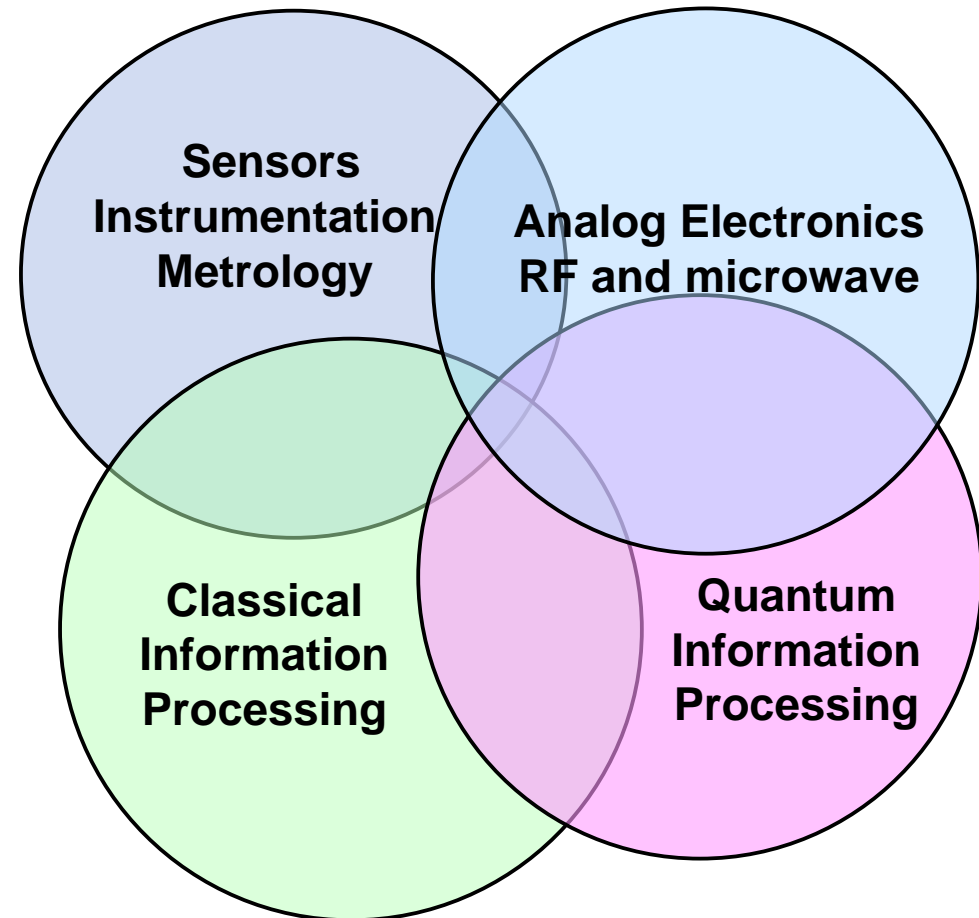 Sensors
Instrumentation
Metrology
Analog Electronics
RF and microwave
Classical
Information
Processing
Quantum
Information
Processing